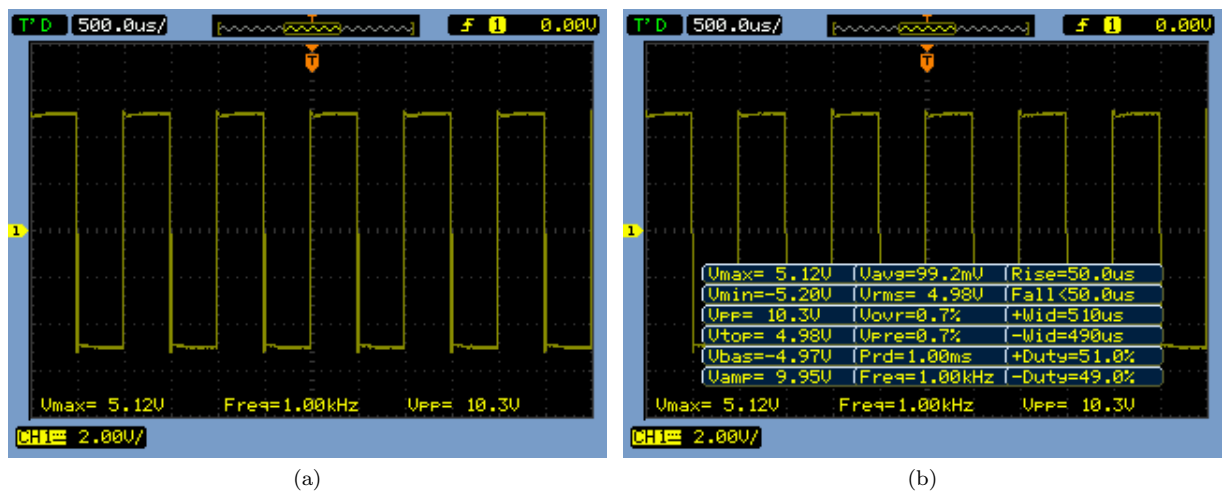 T'D 500.0us/ T 1 0.00V
T
1
Vmax= 5.12V Freq=1.00kHz Vpp= 10.3V
CH1 2.00V/
(a)
T'D 500.0us/ T 1 0.00V
T
1
Vmax= 5.12V Vavg=99.2mV Rise=50.0us
Vmin=-5.20V Vrms= 4.98V Fall<50.0us
Vpp= 10.3V Vovr=0.7% +Wid=510us
Vtop= 4.98V Vpre=0.7% -Wid=490us
Vbas=-4.97V Prd=1.00ms +Duty=51.0%
Vamp= 9.95V Freq=1.00kHz -Duty=49.0%
Vmax= 5.12V Freq=1.00kHz Vpp= 10.3V
CH1 2.00V/
(b)